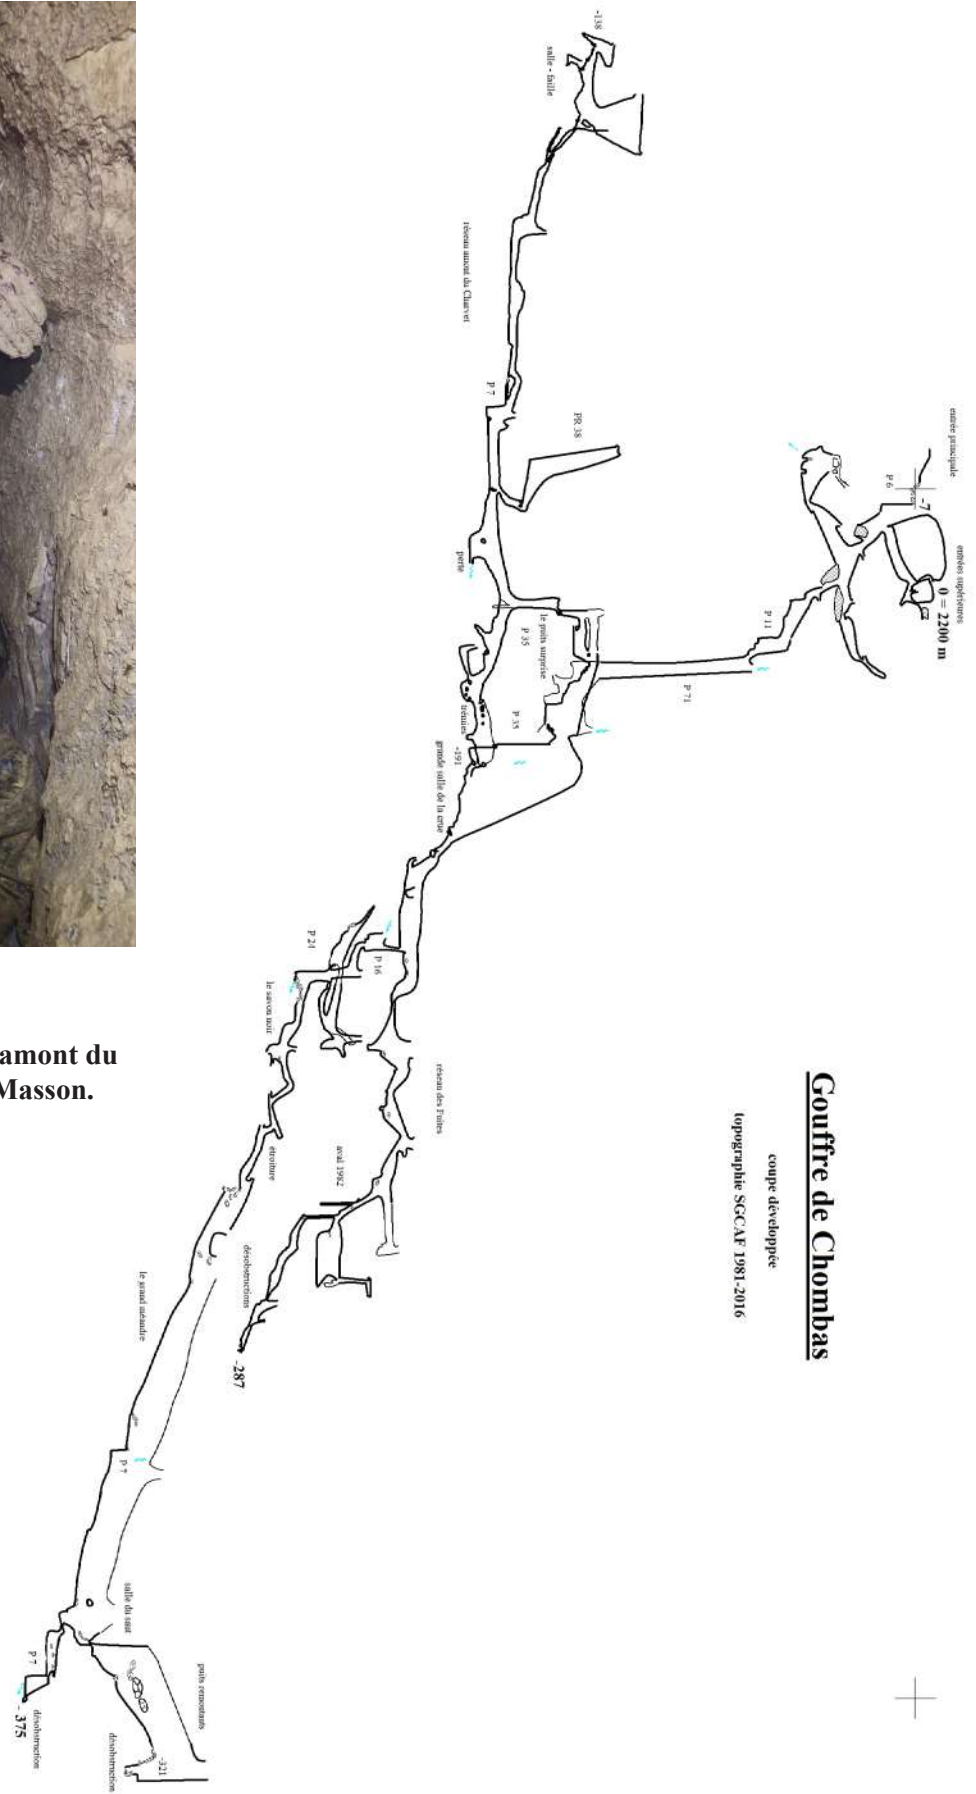 amont du
Masson.
Gouffre de Chombas
coupe développée
topographie SGCAF 1981-2016
entrée principale
entrées supérieures
0 = 2200 m
-7
P 6
P 11
P 71
-138
salle - faille
réseau amont du Charvet
P 7
PR 38
perte
P 35
le puits surprise
P 35
trémies
-191
grande salle de la crue
P 24
P 16
le savon noir
réseau des Fuites
étroiture
aval 1982
désobstructions
-287
le grand méandre
P 7
salle du saut
puits remontants
P 7
- 375
désobstruction
-321
désobstruction